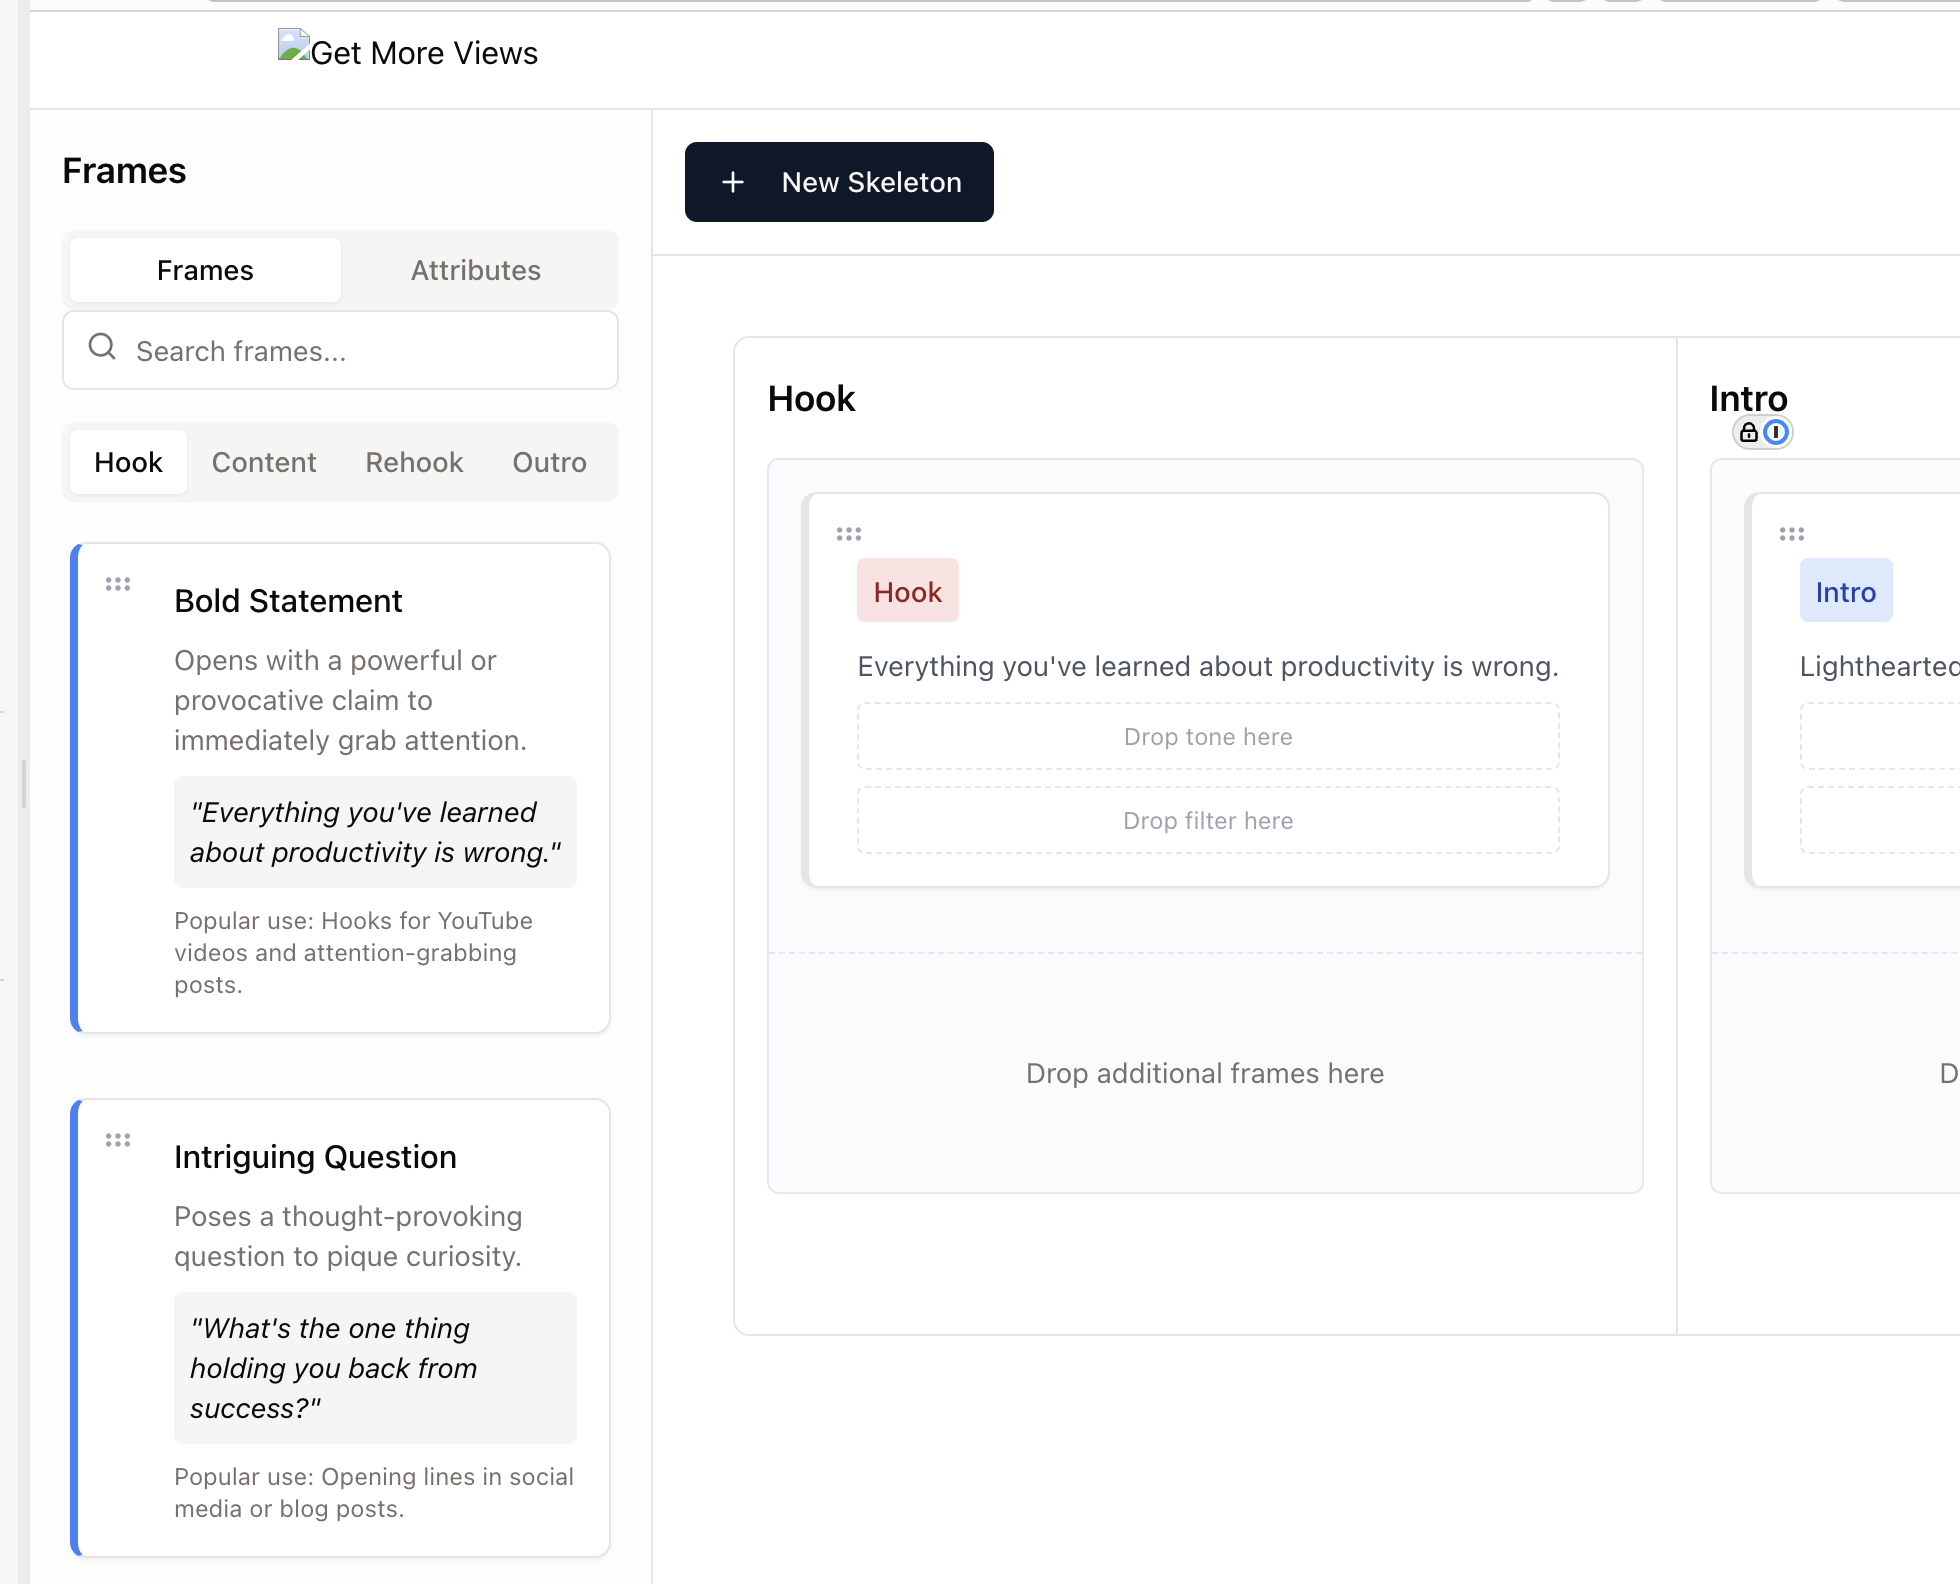 Get More Views
Frames
Frames
Attributes
Search frames...
Hook
Content
Rehook
Outro
Bold Statement
Opens with a powerful or
provocative claim to
immediately grab attention.
"Everything you've learned
about productivity is wrong."
Popular use: Hooks for YouTube
videos and attention-grabbing
posts.
Intriguing Question
Poses a thought-provoking
question to pique curiosity.
"What's the one thing
holding you back from
success?"
Popular use: Opening lines in social
media or blog posts.
New Skeleton
Hook
Hook
Everything you've learned about productivity is wrong.
Drop tone here
Drop filter here
Drop additional frames here
Intro
Intro
Lighthearted
D